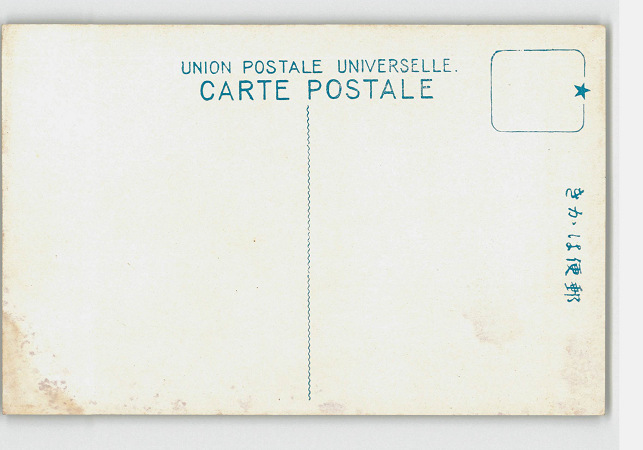 UNION POSTALE UNIVERSELLE.
CARTE POSTALE
きかは便郵